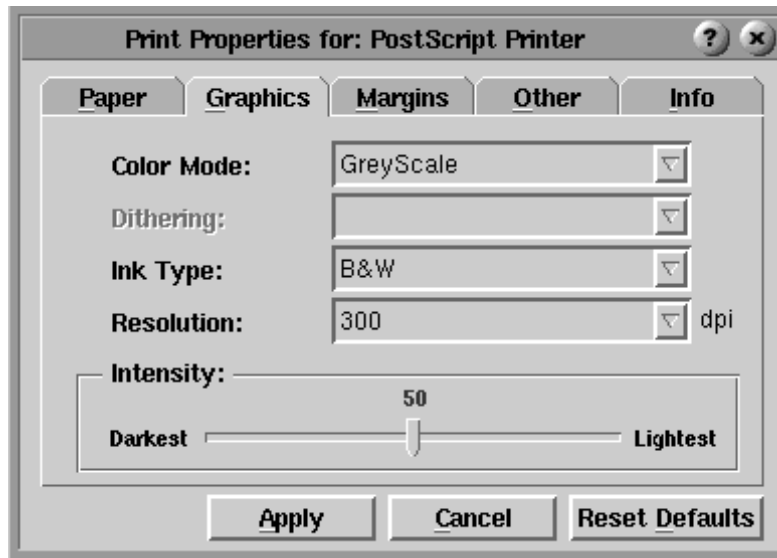 Print Properties for: PostScript Printer ? x
Paper Graphics Margins Other Info
Color Mode: GreyScale
Dithering:
Ink Type: B&W
Resolution: 300 dpi
Intensity:
50
Darkest Lightest
Apply Cancel Reset Defaults